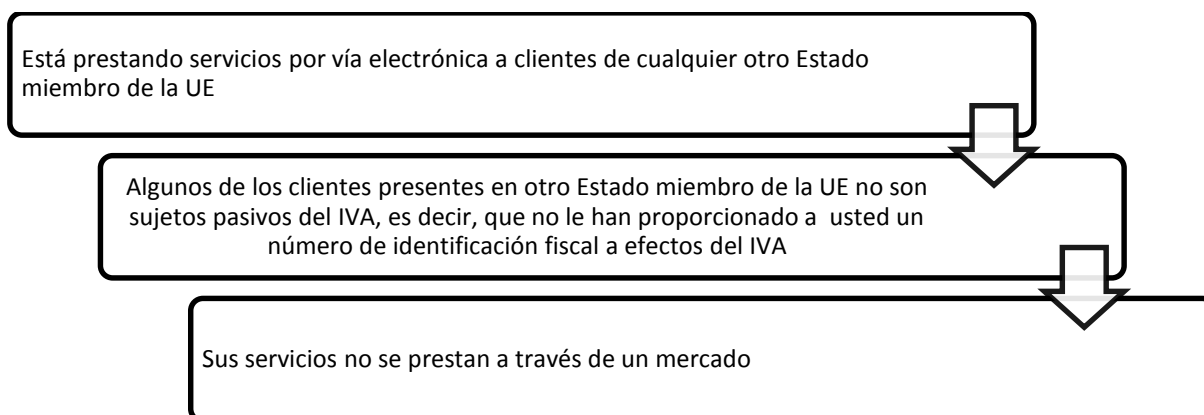 Está prestando servicios por vía electrónica a clientes de cualquier otro Estado
miembro de la UE
Algunos de los clientes presentes en otro Estado miembro de la UE no son
sujetos pasivos del IVA, es decir, que no le han proporcionado a usted un
número de identificación fiscal a efectos del IVA
Sus servicios no se prestan a través de un mercado